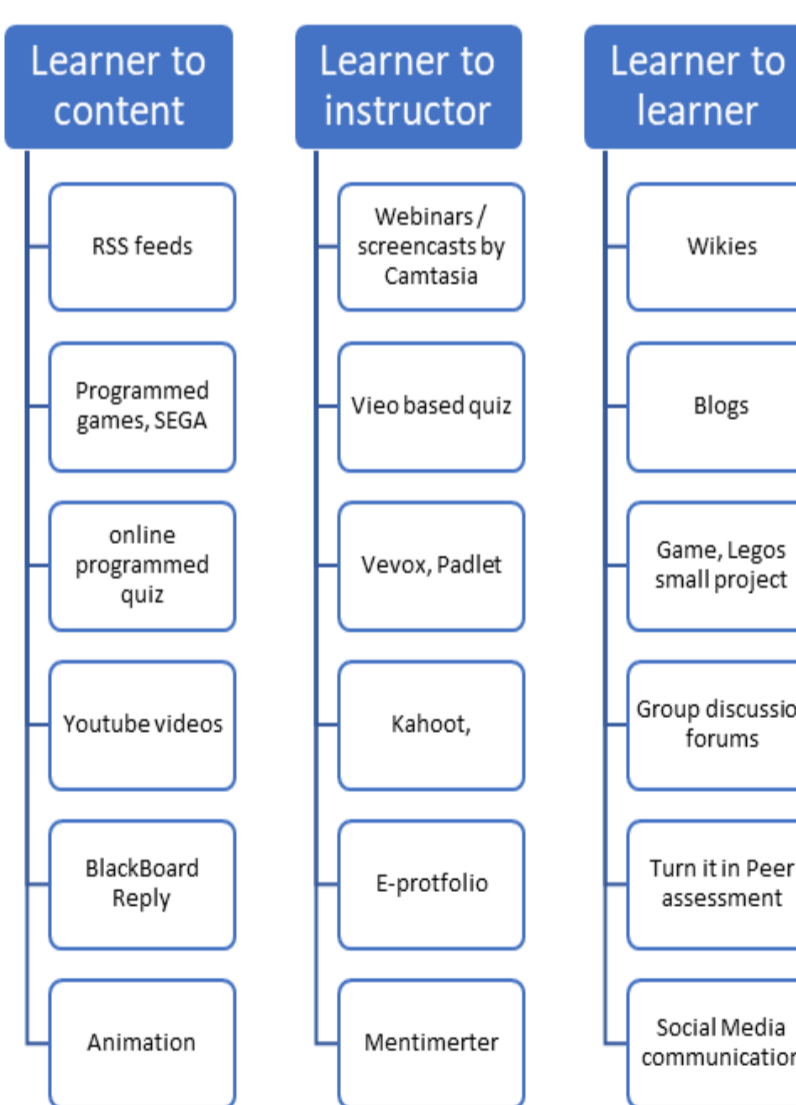 Learner to
content
RSS feeds
Programmed
games, SEGA
online
programmed
quiz
Youtube videos
BlackBoard
Reply
Animation
Learner to
instructor
Webinars /
screencasts by
Camtasia
Vieo based quiz
Vevox, Padlet
Kahoot,
E-protfolio
Mentimerter
Learner to
learner
Wikies
Blogs
Game, Legos
small project
Group discussio
forums
Turn it in Peer
assessment
Social Media
communication